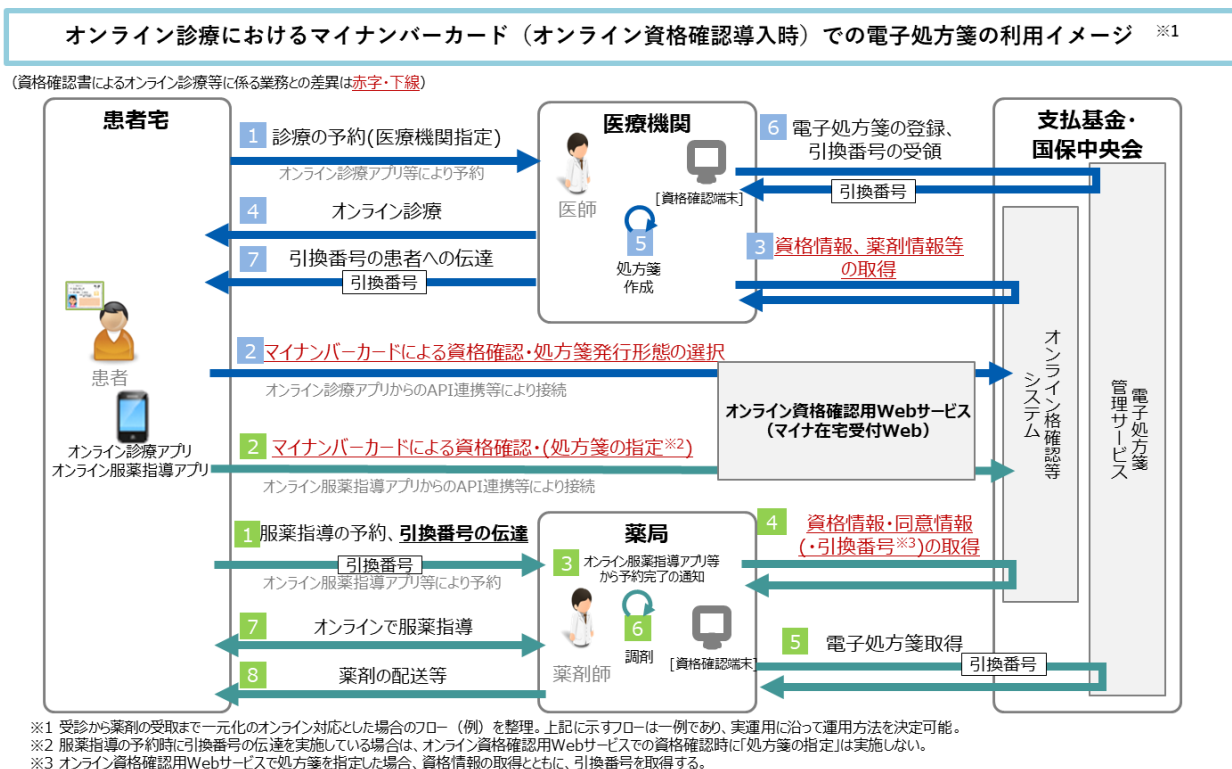 オンライン診療におけるマイナンバーカード（オンライン資格確認導入時）での電子処方箋の利用イメージ ※1
（資格確認書によるオンライン診療等に係る業務との差異は赤字・下線）
患者宅
医療機関
支払基金・
国保中央会
1 診療の予約(医療機関指定)
オンライン診療アプリ等により予約
医師
[資格確認端末]
6 電子処方箋の登録、
引換番号の受領
引換番号
4 オンライン診療
5
処方箋
作成
3 資格情報、薬剤情報等
の取得
7 引換番号の患者への伝達
引換番号
患者
オンライン診療アプリ
オンライン服薬指導アプリ
2 マイナンバーカードによる資格確認・処方箋発行形態の選択
オンライン診療アプリからのAPI連携等により接続
オンライン資格確認用Webサービス
（マイナ在宅受付Web）
オンライン格確認等
システム
電子処方箋
管理サービス
2 マイナンバーカードによる資格確認・(処方箋の指定※2)
オンライン服薬指導アプリからのAPI連携等により接続
1 服薬指導の予約、引換番号の伝達
引換番号
オンライン服薬指導アプリ等により予約
薬局
3 オンライン服薬指導アプリ等
から予約完了の通知
薬剤師
6
調剤
[資格確認端末]
4 資格情報・同意情報
(・引換番号※3)の取得
7 オンラインで服薬指導
5 電子処方箋取得
引換番号
8 薬剤の配送等
※1 受診から薬剤の受取まで一元化のオンライン対応とした場合のフロー（例）を整理。上記に示すフローは一例であり、実運用に沿って運用方法を決定可能。
※2 服薬指導の予約時に引換番号の伝達を実施している場合は、オンライン資格確認用Webサービスでの資格確認時に「処方箋の指定」は実施しない。
※3 オンライン資格確認用Webサービスで処方箋を指定した場合、資格情報の取得とともに、引換番号を取得する。